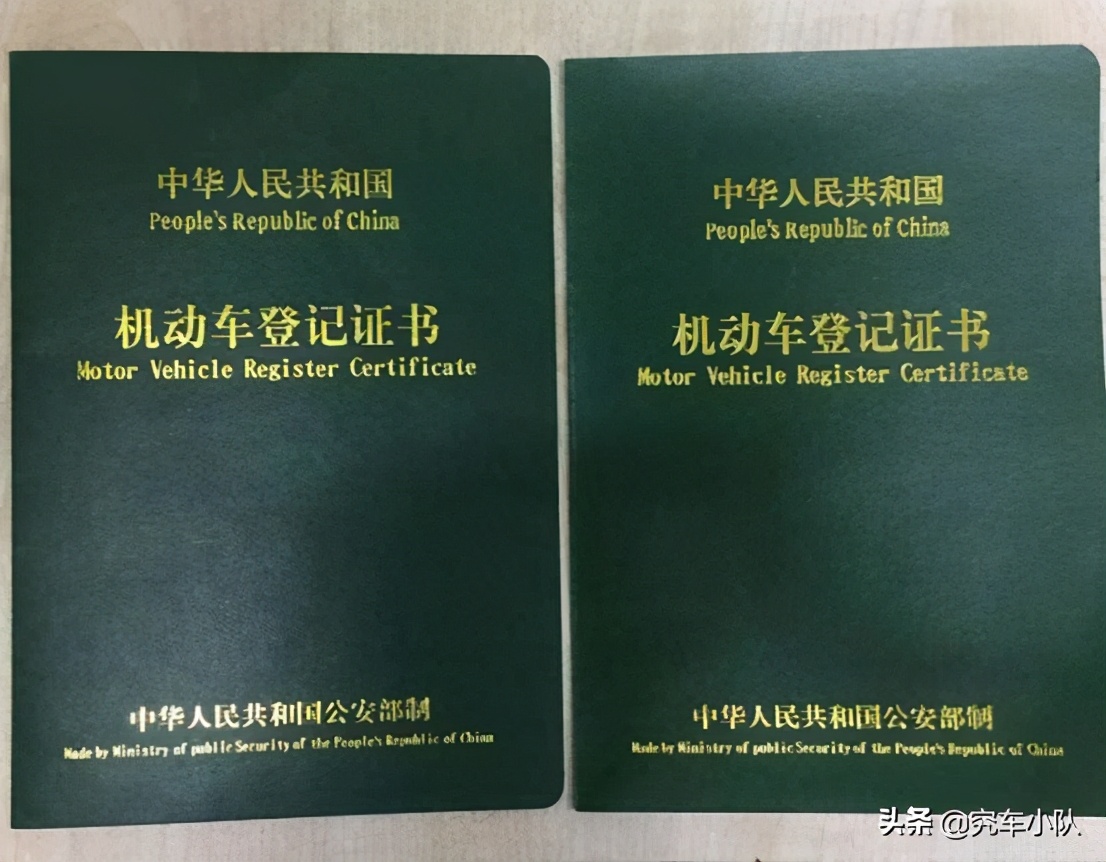 中华人民共和国
People's Republic of China
机动车登记证书
Motor Vehicle Register Certificate
中华人民共和国公安部制
Made by Ministry of public Security of the People's Republic of China
中华人民共和国
People's Republic of China
机动车登记证书
Motor Vehicle Register Certificate
中华人民共和国公安部制
Made by Ministry of public Security of the People's Republic of China
头条 @究车小队